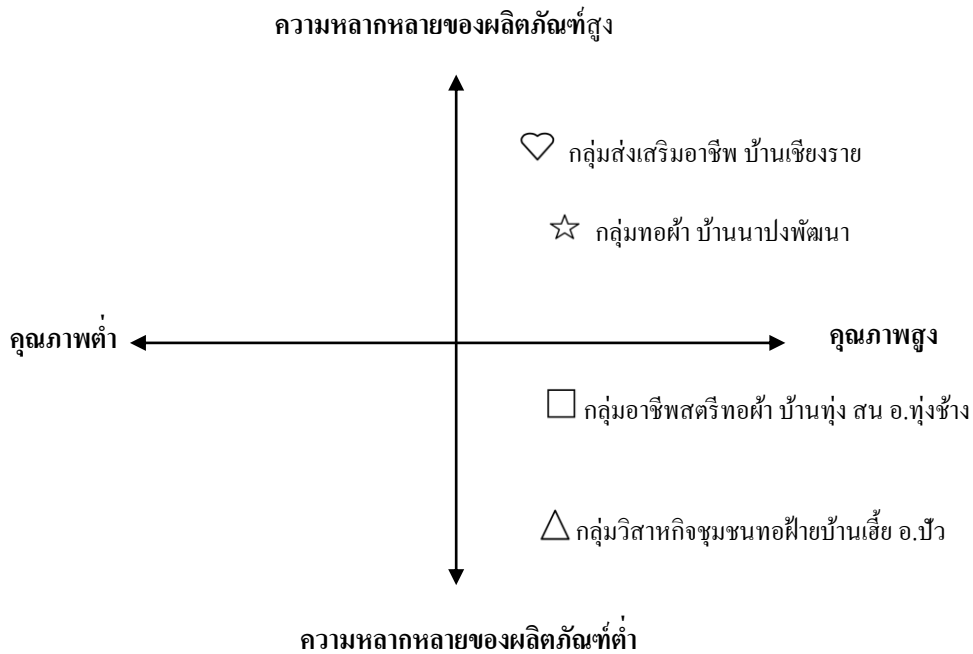 ความหลากหลายของผลิตภัณฑ์สูง
กลุ่มส่งเสริมอาชีพ บ้านเชียงราย
กลุ่มทอผ้า บ้านนาปงพัฒนา
คุณภาพต่ำ
คุณภาพสูง
กลุ่มอาชีพสตรีทอผ้า บ้านทุ่ง สน อ.ทุ่งช้าง
กลุ่มวิสาหกิจชุมชนทอฝ้ายบ้านเฮี้ย อ.ปัว
ความหลากหลายของผลิตภัณฑ์ต่ำ